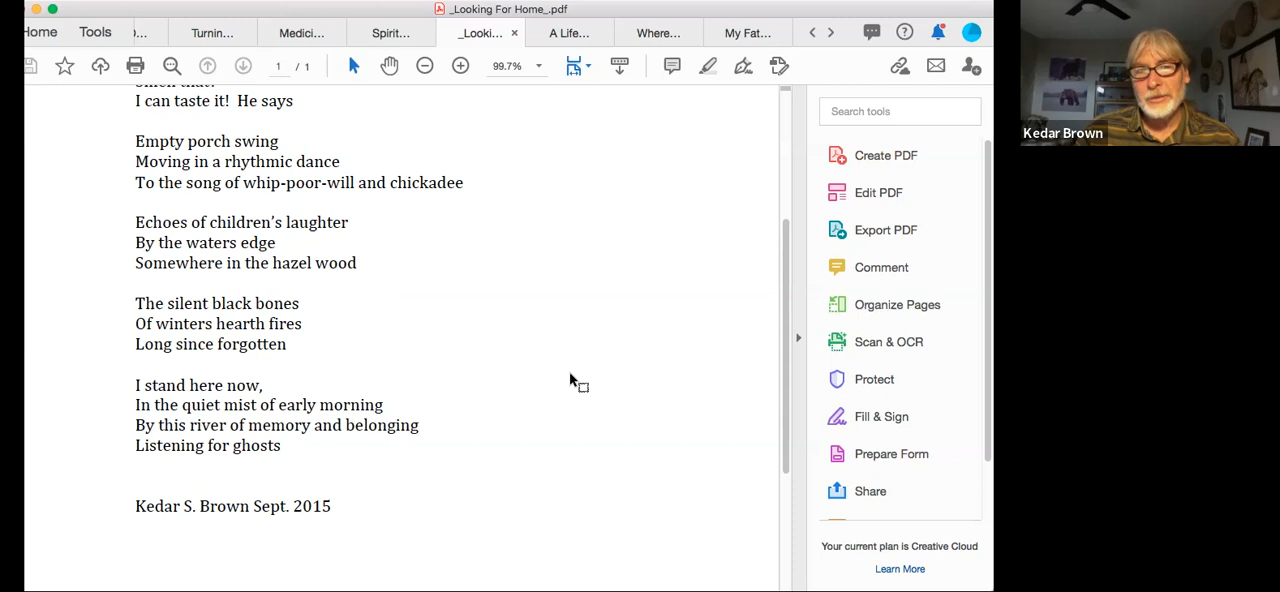 _Looking For Home_.pdf
Home
Tools
...
Turnin...
Medici...
Spirit...
_Looki...
A Life...
Where...
My Fat...
1 / 1
99.7%
Smell that!
I can taste it!  He says
Empty porch swing
Moving in a rhythmic dance
To the song of whip-poor-will and chickadee
Echoes of children's laughter
By the waters edge
Somewhere in the hazel wood
The silent black bones
Of winters hearth fires
Long since forgotten
I stand here now,
In the quiet mist of early morning
By this river of memory and belonging
Listening for ghosts
Kedar S. Brown Sept. 2015
Search tools
Create PDF
Edit PDF
Export PDF
Comment
Organize Pages
Scan & OCR
Protect
Fill & Sign
Prepare Form
Share
Your current plan is Creative Cloud
Learn More
Kedar Brown